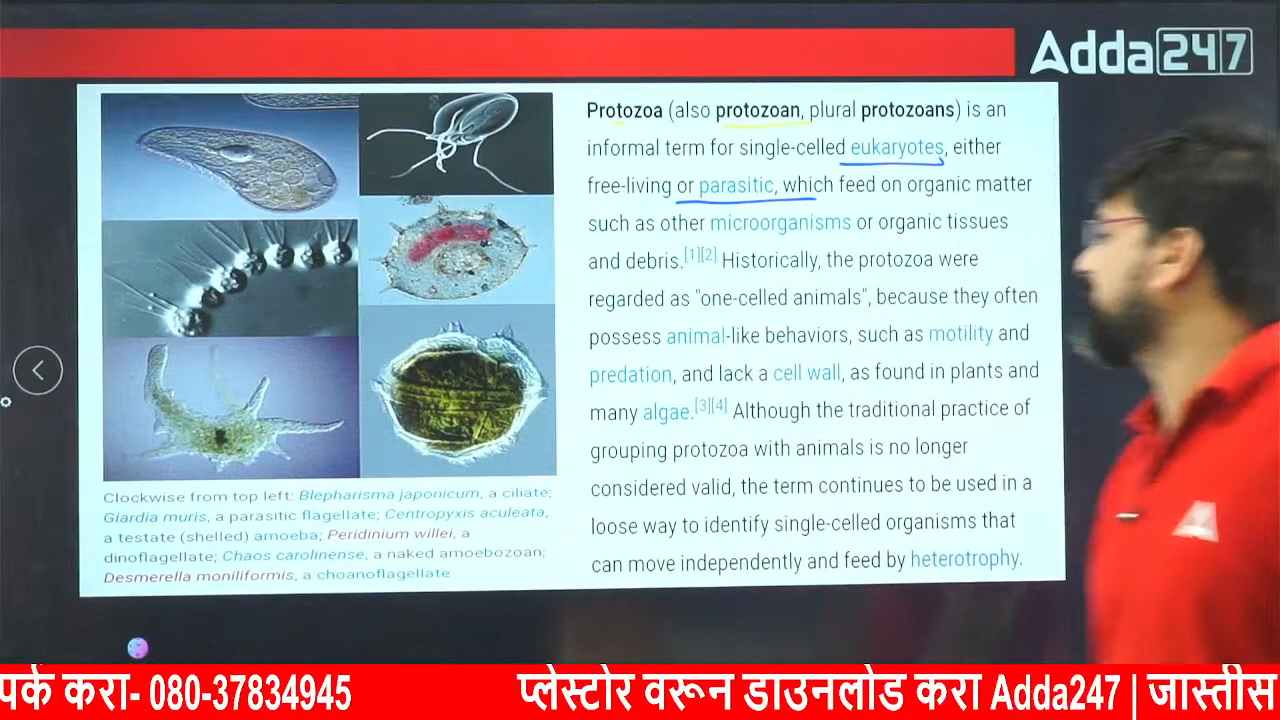 Adda247
Protozoa (also protozoan, plural protozoans) is an
informal term for single-celled eukaryotes, either
free-living or parasitic, which feed on organic matter
such as other microorganisms or organic tissues
and debris.[1][2] Historically, the protozoa were
regarded as "one-celled animals", because they often
possess animal-like behaviors, such as motility and
predation, and lack a cell wall, as found in plants and
many algae.[3][4] Although the traditional practice of
grouping protozoa with animals is no longer
considered valid, the term continues to be used in a
loose way to identify single-celled organisms that
can move independently and feed by heterotrophy.
Clockwise from top left: Blepharisma japonicum, a ciliate;
Giardia muris, a parasitic flagellate; Centropyxis aculeata,
a testate (shelled) amoeba; Peridinium willei, a
dinoflagellate; Chaos carolinense, a naked amoebozoan;
Desmerella moniliformis, a choanoflagellate
पर्क करा- 080-37834945 प्लेस्टोर वरून डाउनलोड करा Adda247 | जास्तीस